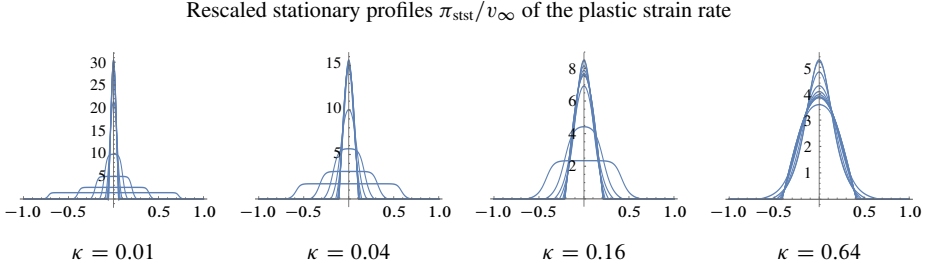 Rescaled stationary profiles π_stst/v_∞ of the plastic strain rate
30
25
20
15
10
5
−1.0 −0.5 0.5 1.0
κ = 0.01
15
10
5
−1.0 −0.5 0.5 1.0
κ = 0.04
8
6
4
2
−1.0 −0.5 0.5 1.0
κ = 0.16
5
4
3
2
1
−1.0 −0.5 0.5 1.0
κ = 0.64